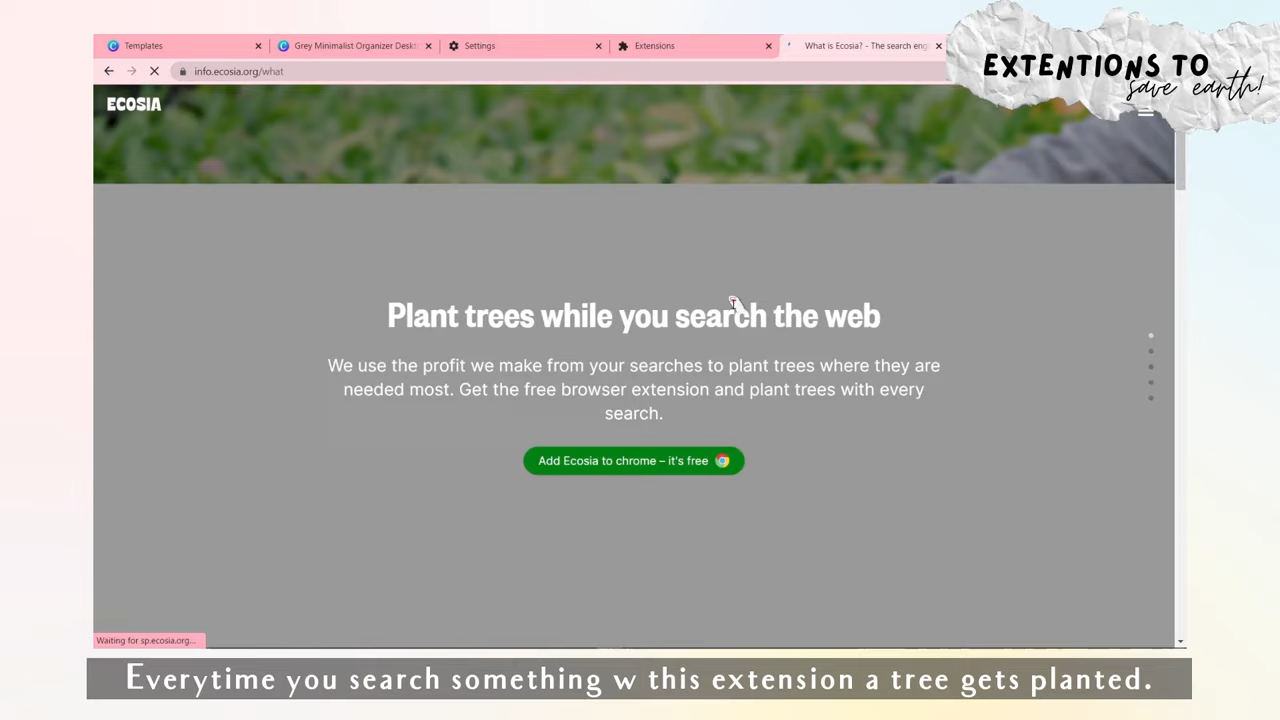 EXTENTIONS TO
save earth!
Templates
Grey Minimalist Organizer Deskt
Settings
Extensions
What is Ecosia? - The search eng
info.ecosia.org/what
ECOSIA
Plant trees while you search the web
We use the profit we make from your searches to plant trees where they are
needed most. Get the free browser extension and plant trees with every
search.
Add Ecosia to chrome – it's free
Waiting for sp.ecosia.org...
Everytime you search something w this extension a tree gets planted.